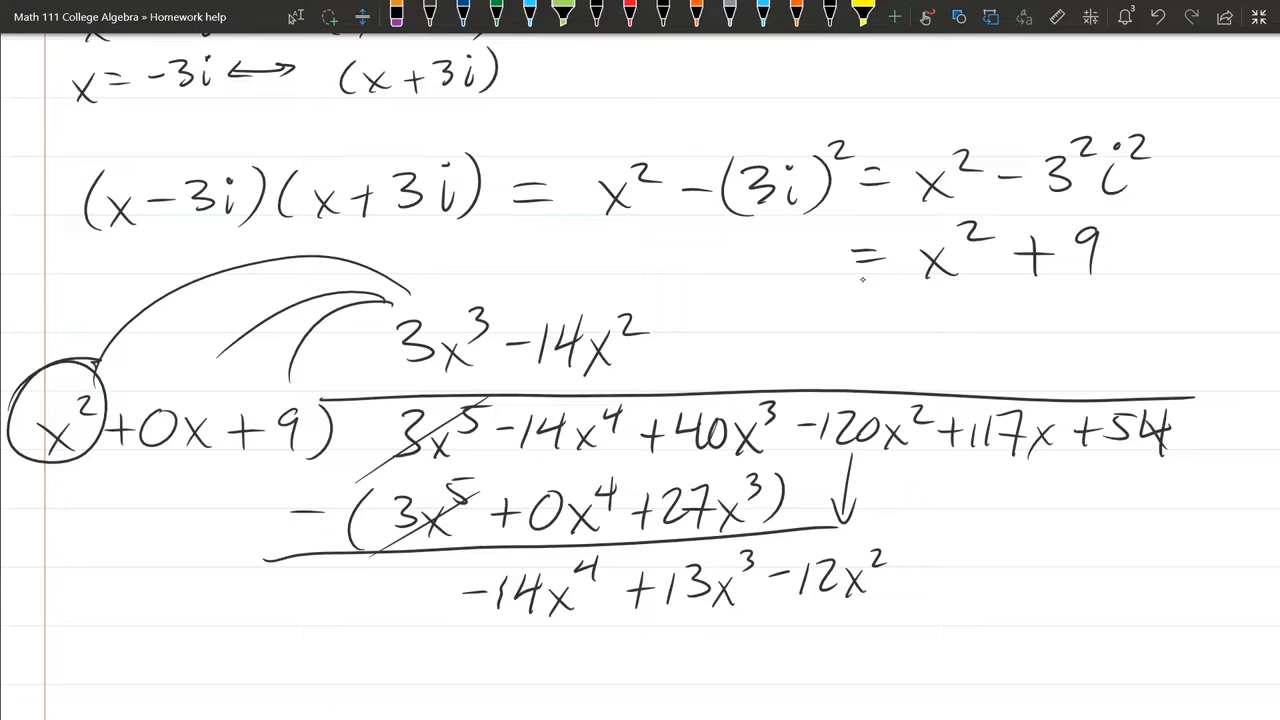 Math 111 College Algebra » Homework help
3
x = -3i ⟷ (x + 3i)
(x - 3i)(x + 3i) = x² - (3i)² = x² - 3²i²
= x² + 9
3x³ - 14x²
x² + 0x + 9) 3x⁵ - 14x⁴ + 40x³ - 120x² + 117x + 54
- (3x⁵ + 0x⁴ + 27x³)
-14x⁴ + 13x³ - 12x²